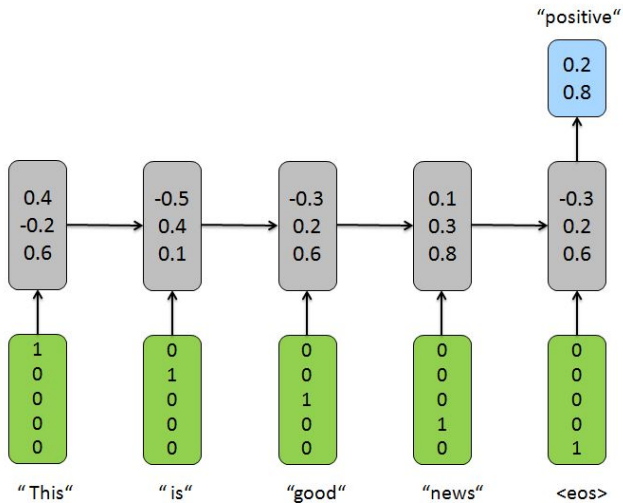 “positive“
0.2
0.8
0.4 -0.5 -0.3 0.1 -0.3
-0.2 0.4 0.2 0.3 0.2
0.6 0.1 0.6 0.8 0.6
1 0 0 0 0
0 1 0 0 0
0 0 1 0 0
0 0 0 1 0
0 0 0 0 1
“ This“ “ is“ “good“ “news“ <eos>